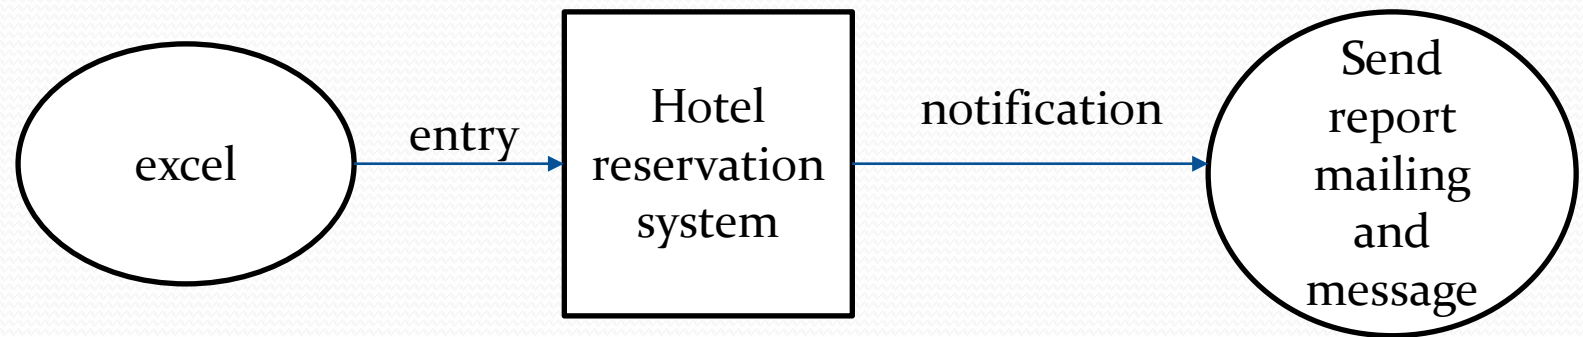 excel
entry
Hotel
reservation
system
notification
Send
report
mailing
and
message